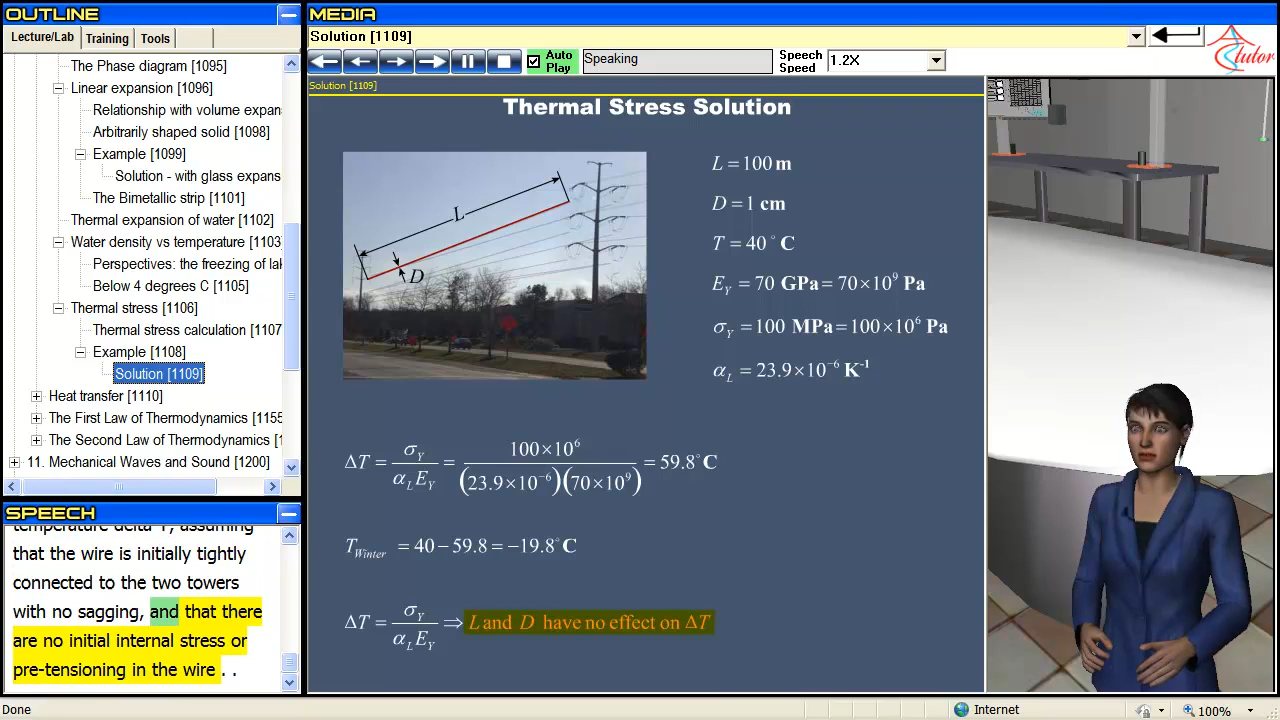 OUTLINE
Lecture/Lab Training Tools
The Phase diagram [1095]
Linear expansion [1096]
Relationship with volume expan
Arbitrarily shaped solid [1098]
Example [1099]
Solution - with glass expans
The Bimetallic strip [1101]
Thermal expansion of water [1102]
Water density vs temperature [1103
Perspectives: the freezing of lak
Below 4 degrees C [1105]
Thermal stress [1106]
Thermal stress calculation [1107
Example [1108]
Solution [1109]
Heat transfer [1110]
The First Law of Thermodynamics [1155
The Second Law of Thermodynamics [1
11. Mechanical Waves and Sound [1200]
SPEECH
temperature delta T, assuming
that the wire is initially tightly
connected to the two towers
with no sagging, and that there
are no initial internal stress or
pre-tensioning in the wire . .
MEDIA
Solution [1109]
Auto
Play
Speaking
Speech
Speed
1.2X
tutor
Solution [1109]
Thermal Stress Solution
L
D
L = 100 m
D = 1 cm
T = 40 ° C
E_Y = 70 GPa = 70×10⁹ Pa
σ_Y = 100 MPa = 100×10⁶ Pa
α_L = 23.9×10⁻⁶ K⁻¹
ΔT = σ_Y / α_L E_Y = 100×10⁶ / (23.9×10⁻⁶)(70×10⁹) = 59.8°C
T_Winter = 40 − 59.8 = −19.8°C
ΔT = σ_Y / α_L E_Y ⇒ L and D have no effect on ΔT
Done
Internet
100%